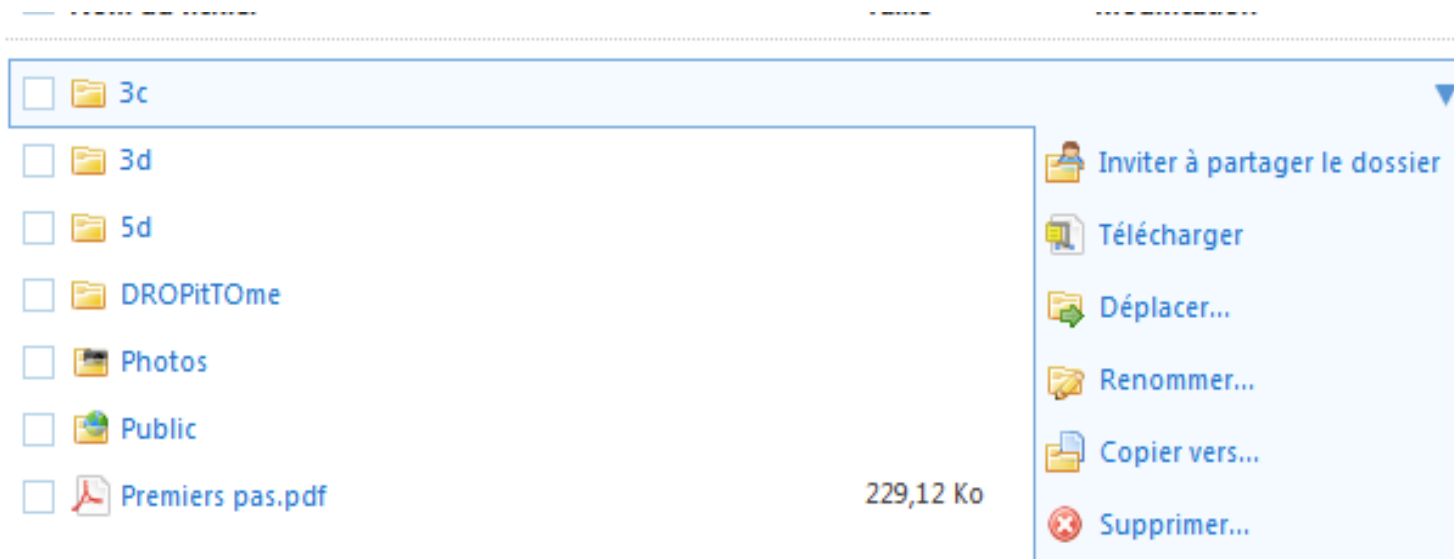 3c
3d
Inviter à partager le dossier
5d
Télécharger
DROPitTOme
Déplacer...
Photos
Renommer...
Public
Copier vers...
Premiers pas.pdf 229,12 Ko
Supprimer...